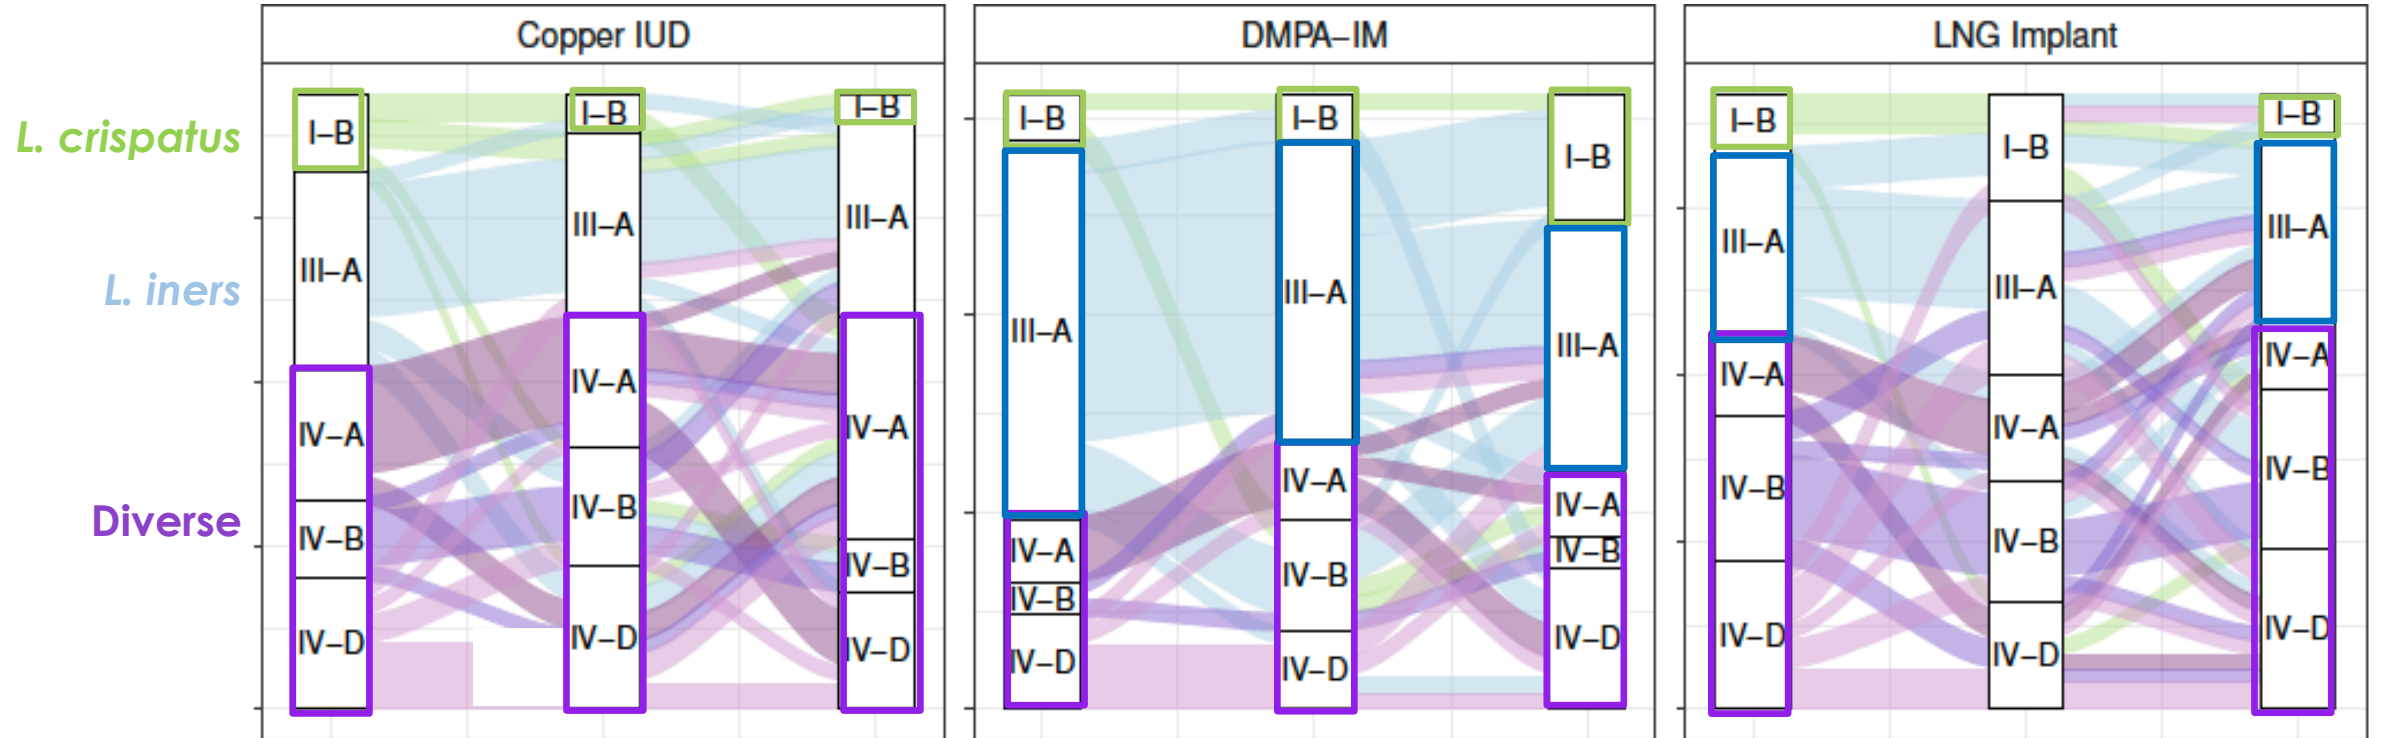 Copper IUD
DMPA–IM
LNG Implant
L. crispatus
L. iners
Diverse
I–B
III–A
IV–A
IV–B
IV–D
I–B
III–A
IV–A
IV–B
IV–D
I–B
III–A
IV–A
IV–B
IV–D
I–B
III–A
IV–A
IV–B
IV–D
I–B
III–A
IV–A
IV–B
IV–D
I–B
III–A
IV–A
IV–B
IV–D
I–B
III–A
IV–A
IV–B
IV–D
I–B
III–A
IV–A
IV–B
IV–D
I–B
III–A
IV–A
IV–B
IV–D